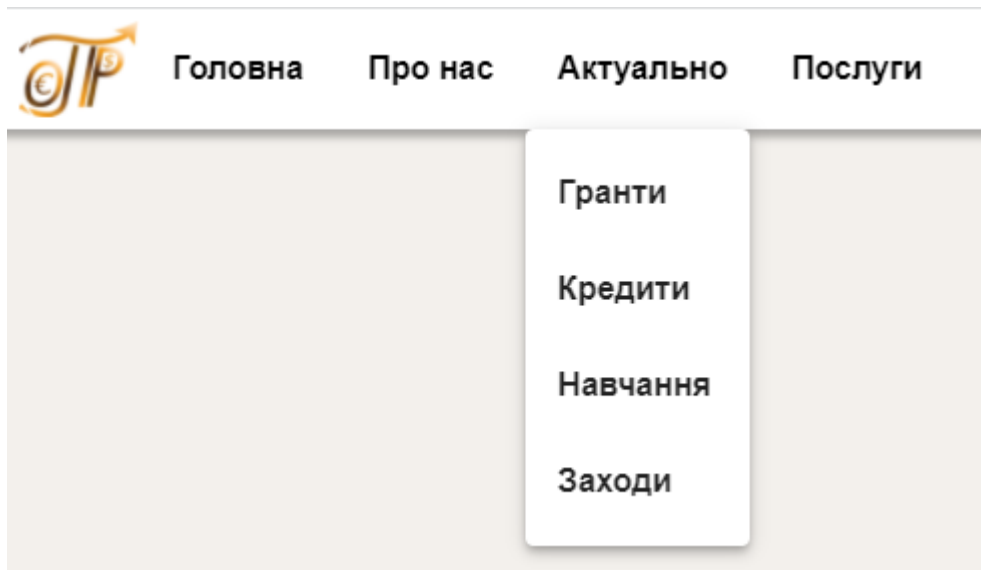 Головна Про нас Актуально Послуги
Гранти
Кредити
Навчання
Заходи